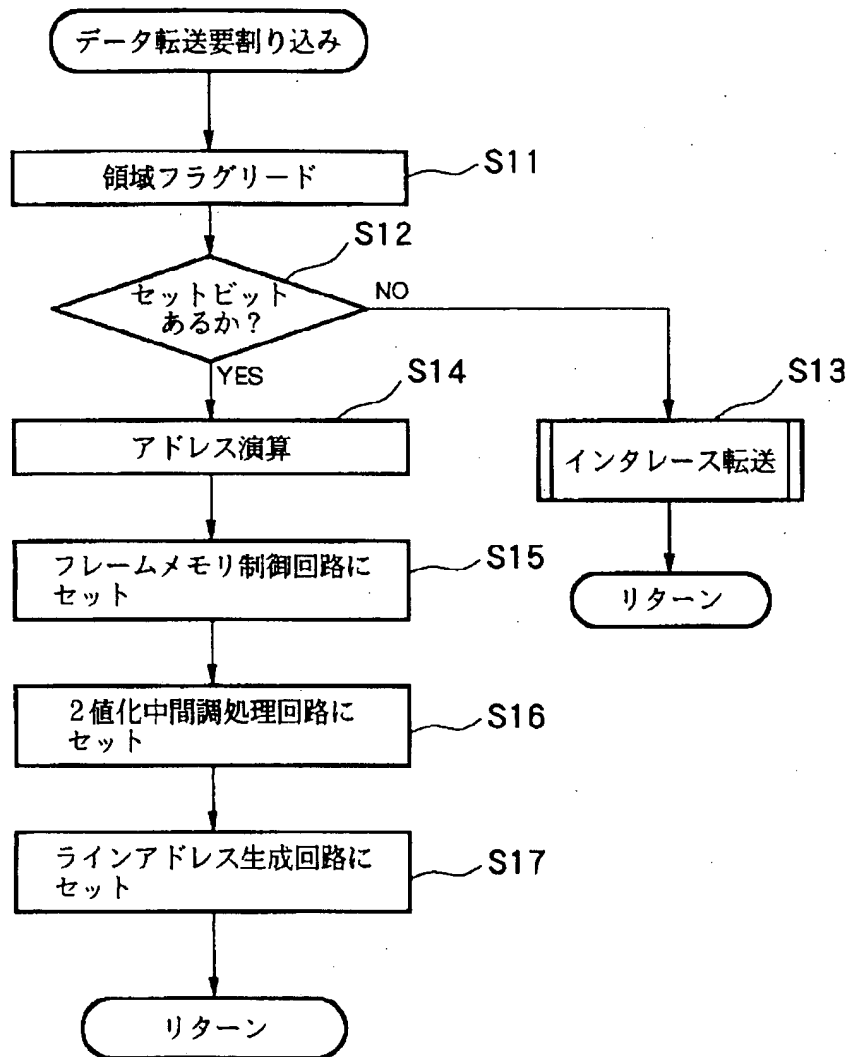 データ転送要割り込み
領域フラグリード
S11
S12
セットビット
あるか？
NO
YES
S14
S13
アドレス演算
インタレース転送
フレームメモリ制御回路に
セット
S15
リターン
２値化中間調処理回路に
セット
S16
ラインアドレス生成回路に
セット
S17
リターン